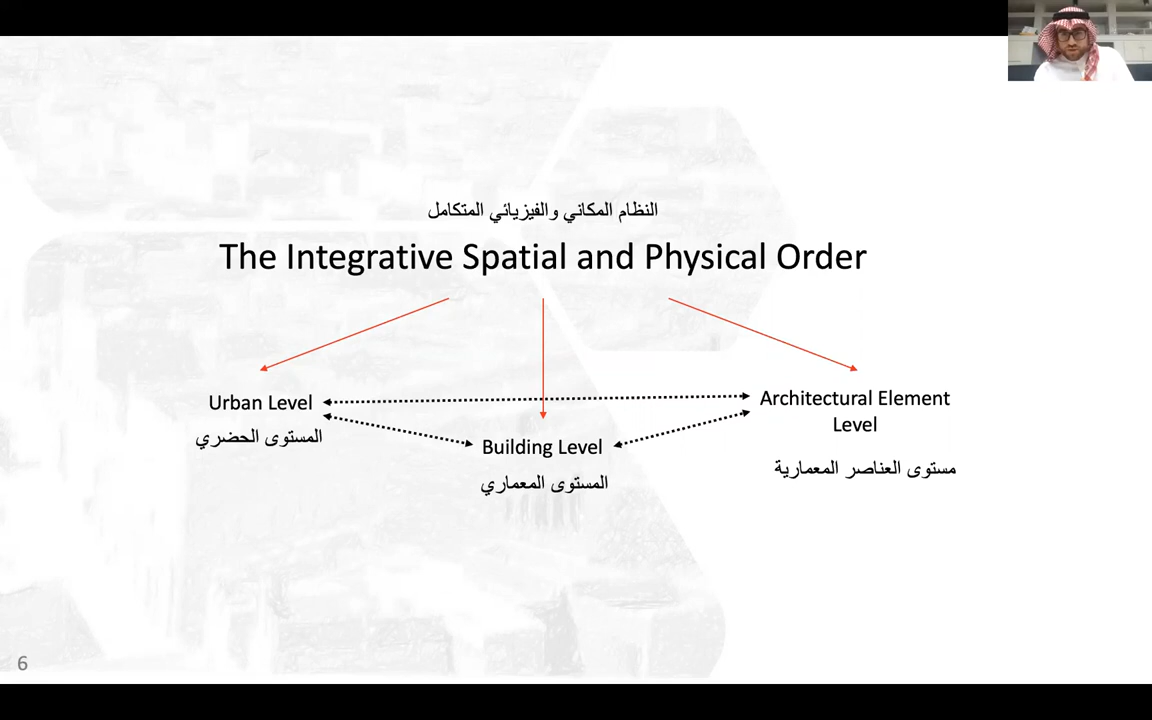 النظام المكاني والفيزيائي المتكامل
The Integrative Spatial and Physical Order
Urban Level
المستوى الحضري
Building Level
المستوى المعماري
Architectural Element
Level
مستوى العناصر المعمارية
6